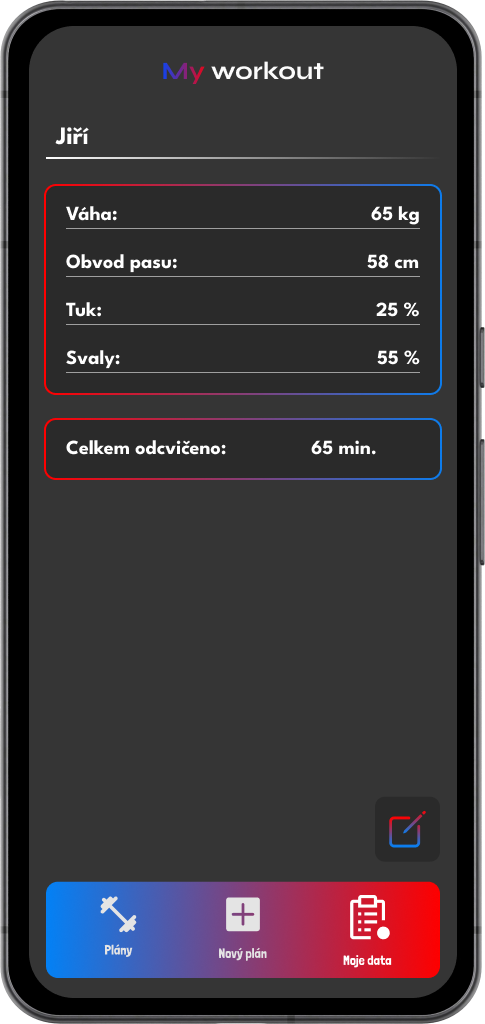 My workout
Jiří
Váha: 65 kg
Obvod pasu: 58 cm
Tuk: 25 %
Svaly: 55 %
Celkem odcvičeno: 65 min.
Plány Nový plán Moje data